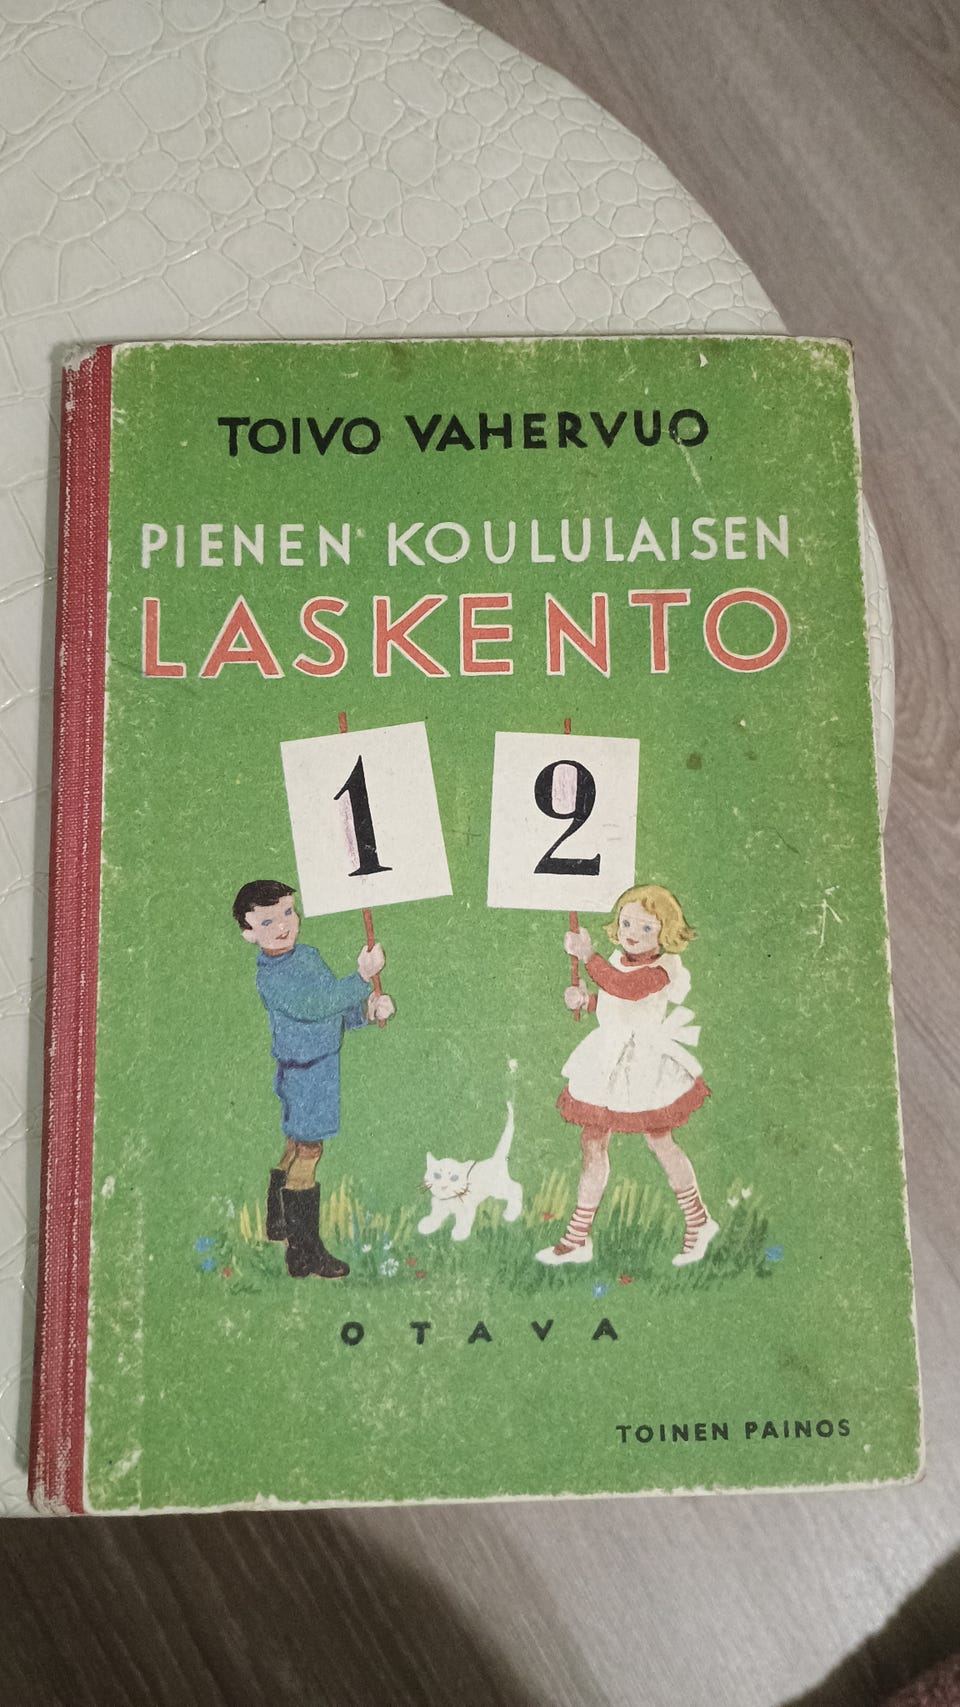 TOIVO VAHERVUO
PIENEN KOULULAISEN
LASKENTO
1 2
OTAVA
TOINEN PAINOS